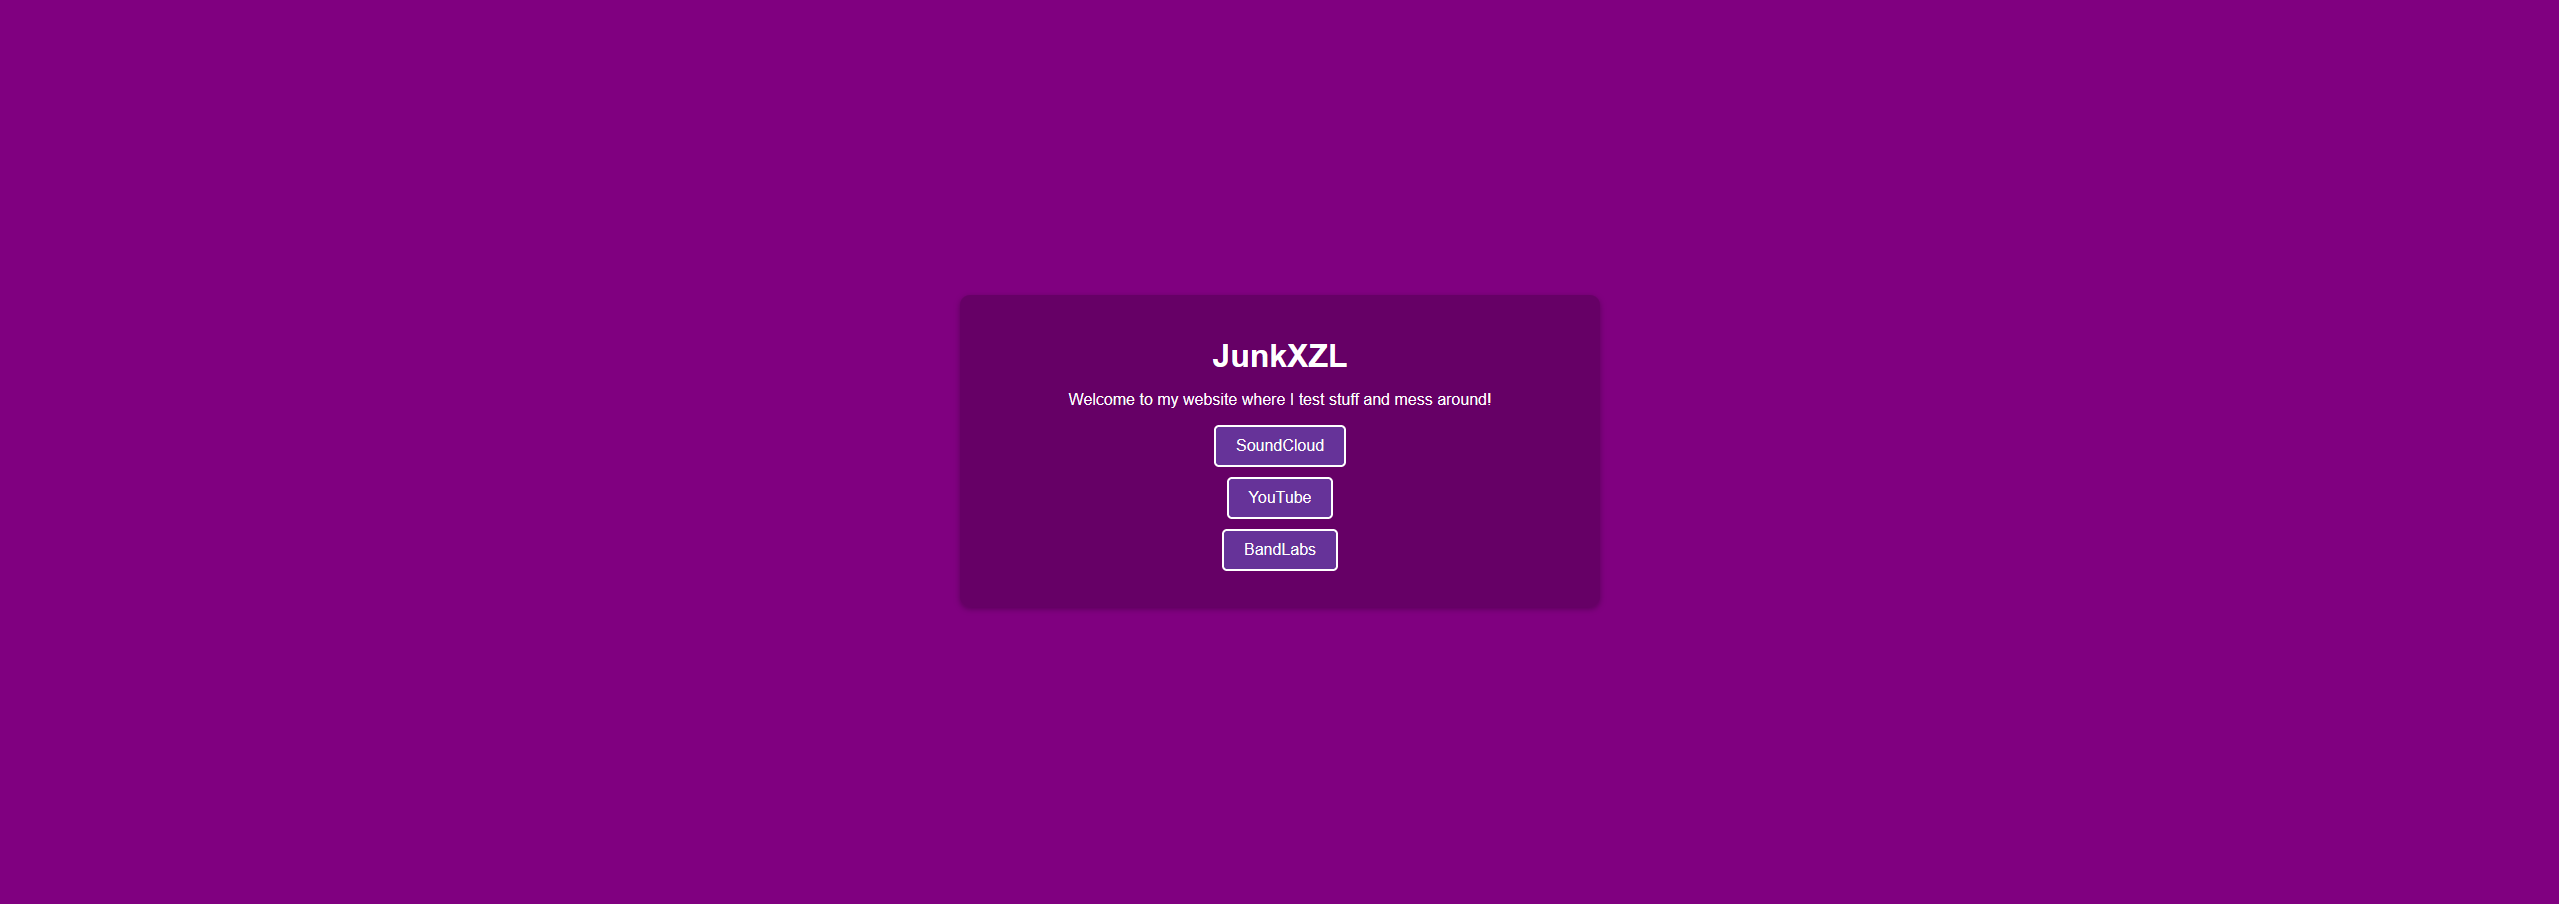 JunkXZL
Welcome to my website where I test stuff and mess around!
SoundCloud
YouTube
BandLabs